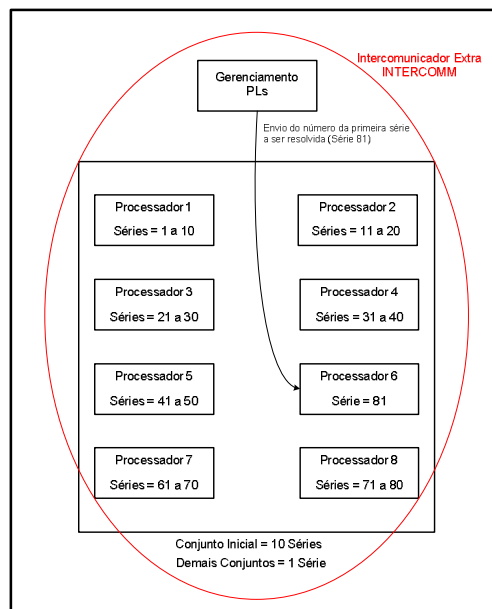 Intercomunicador Extra
INTERCOMM
Gerenciamento
PLs
Envio do número da primeira série
a ser resolvida (Série 81)
Processador 1
Séries = 1 a 10
Processador 2
Séries = 11 a 20
Processador 3
Séries = 21 a 30
Processador 4
Séries = 31 a 40
Processador 5
Séries = 41 a 50
Processador 6
Série = 81
Processador 7
Séries = 61 a 70
Processador 8
Séries = 71 a 80
Conjunto Inicial = 10 Séries
Demais Conjuntos = 1 Série